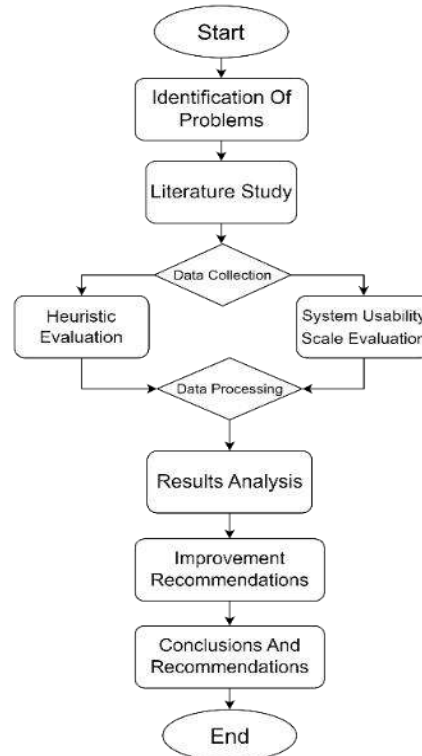 Start
Identification Of
Problems
Literature Study
Data Collection
Heuristic
Evaluation
System Usability
Scale Evaluation
Data Processing
Results Analysis
Improvement
Recommendations
Conclusions And
Recommendations
End